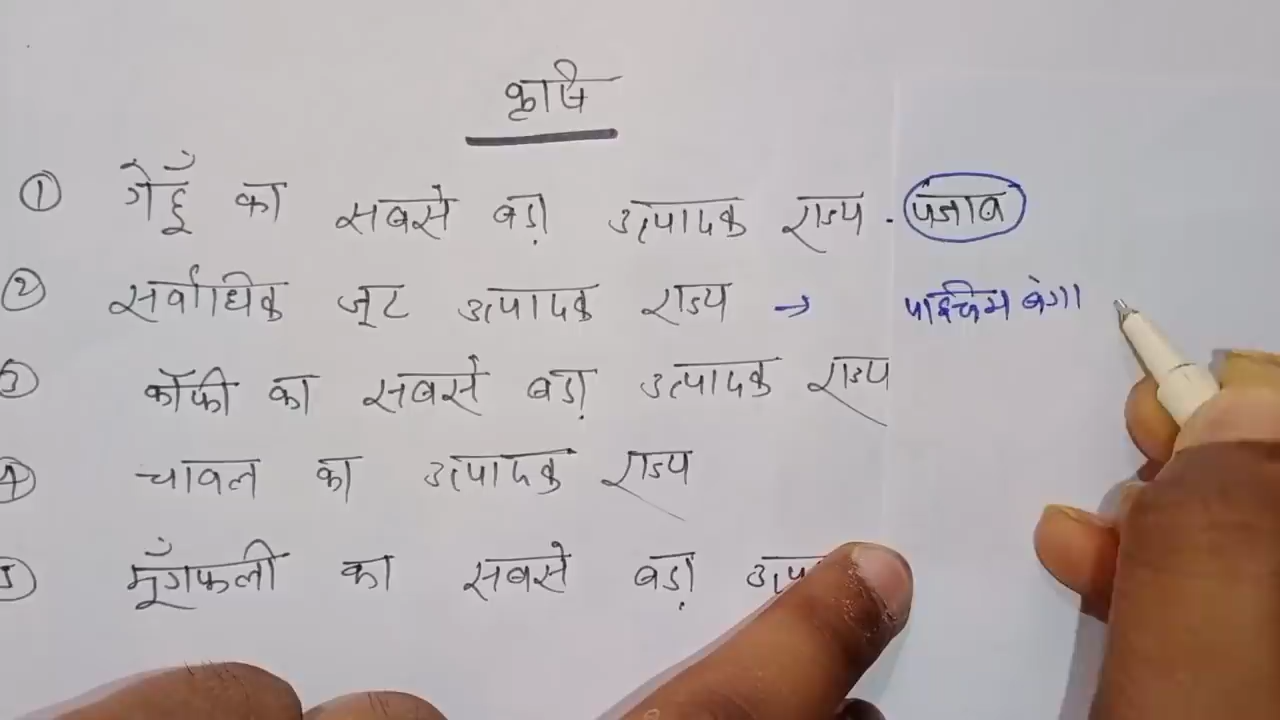 कृषि
① गेहूँ का सबसे बड़ा उत्पादक राज्य . पंजाब
② सर्वाधिक जूट उत्पादक राज्य → पश्चिम बंगा
③ कॉफी का सबसे बड़ा उत्पादक राज्य
④ चावल का उत्पादक राज्य
⑤ मूँगफली का सबसे बड़ा